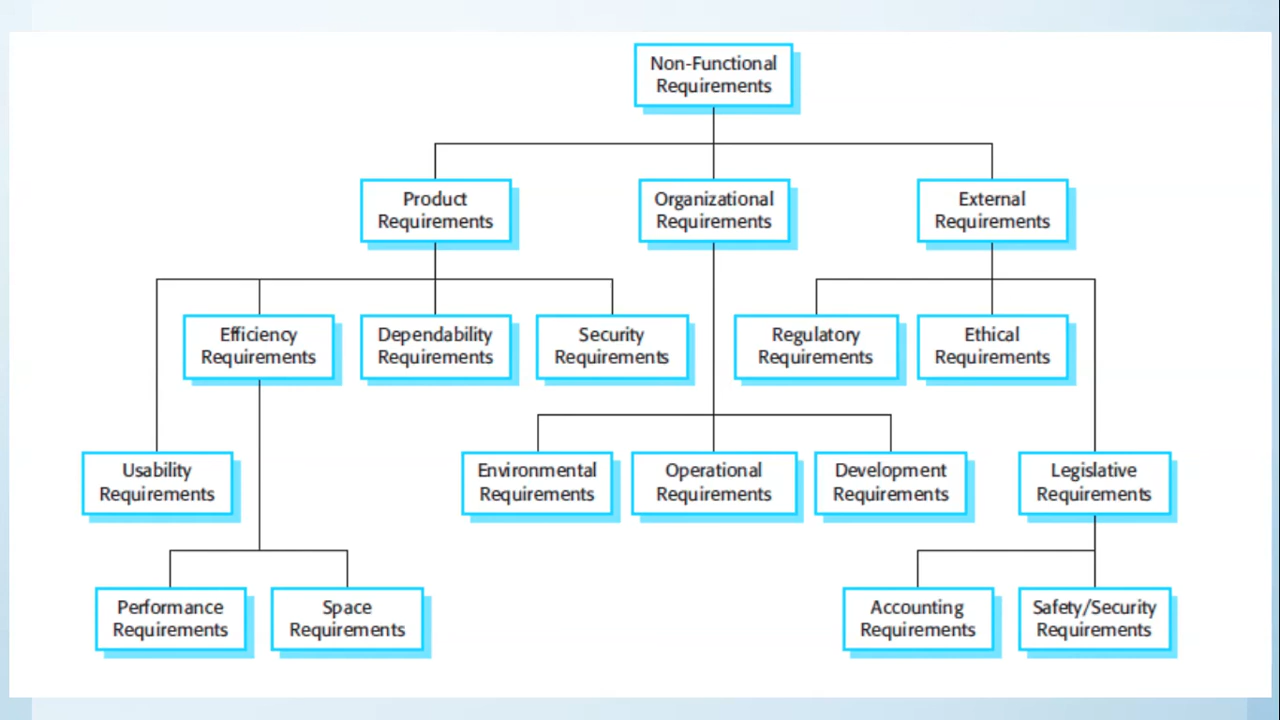 Non-Functional
Requirements
Product
Requirements
Organizational
Requirements
External
Requirements
Efficiency
Requirements
Dependability
Requirements
Security
Requirements
Regulatory
Requirements
Ethical
Requirements
Usability
Requirements
Environmental
Requirements
Operational
Requirements
Development
Requirements
Legislative
Requirements
Performance
Requirements
Space
Requirements
Accounting
Requirements
Safety/Security
Requirements